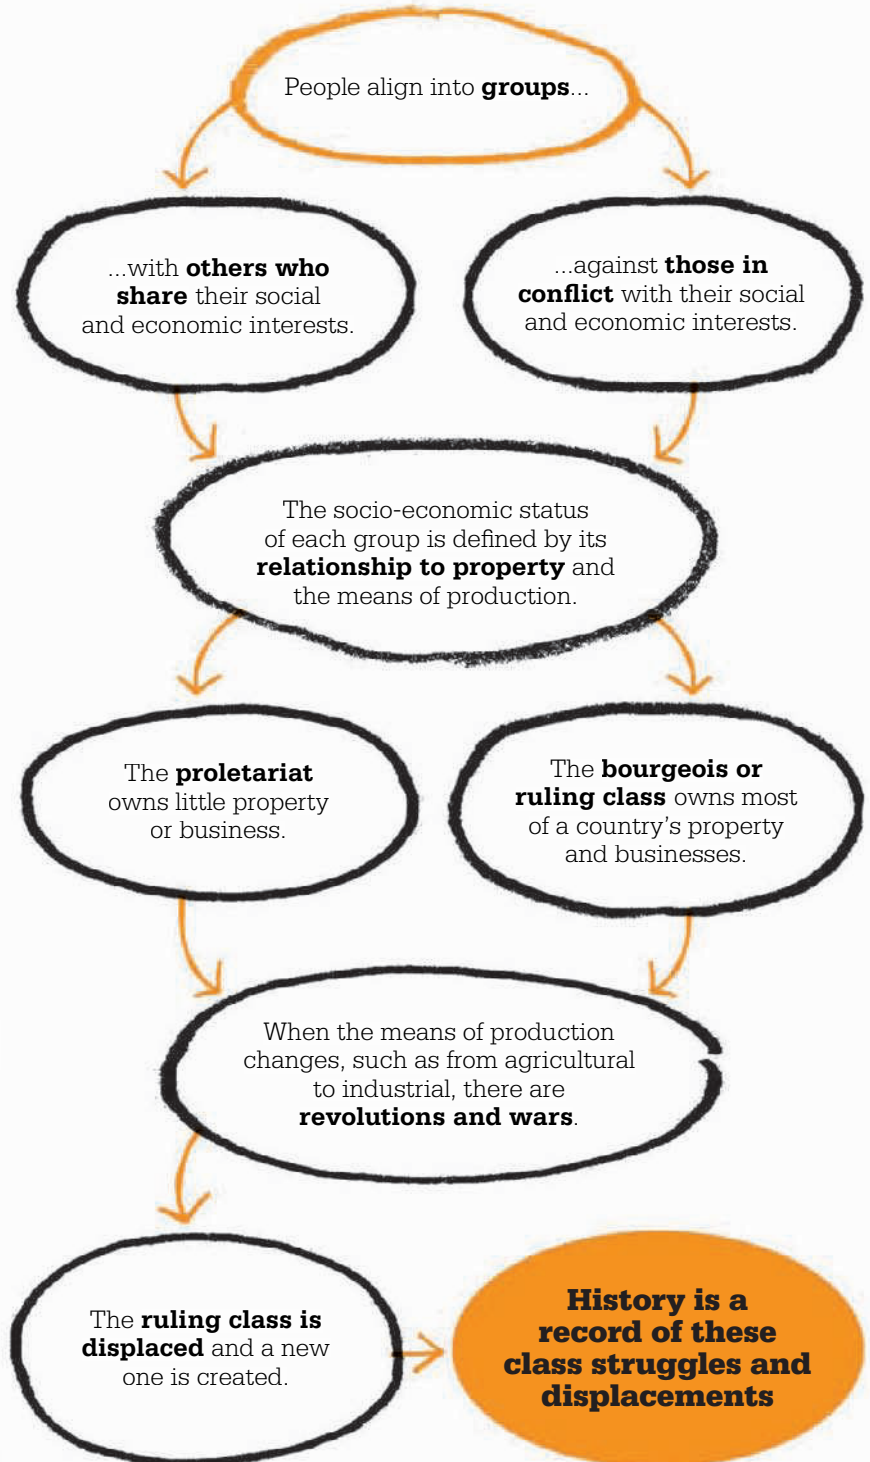 People align into groups...
...with others who
share their social
and economic interests.
...against those in
conflict with their social
and economic interests.
The socio-economic status
of each group is defined by its
relationship to property and
the means of production.
The proletariat
owns little property
or business.
The bourgeois or
ruling class owns most
of a country’s property
and businesses.
When the means of production
changes, such as from agricultural
to industrial, there are
revolutions and wars.
The ruling class is
displaced and a new
one is created.
History is a
record of these
class struggles and
displacements